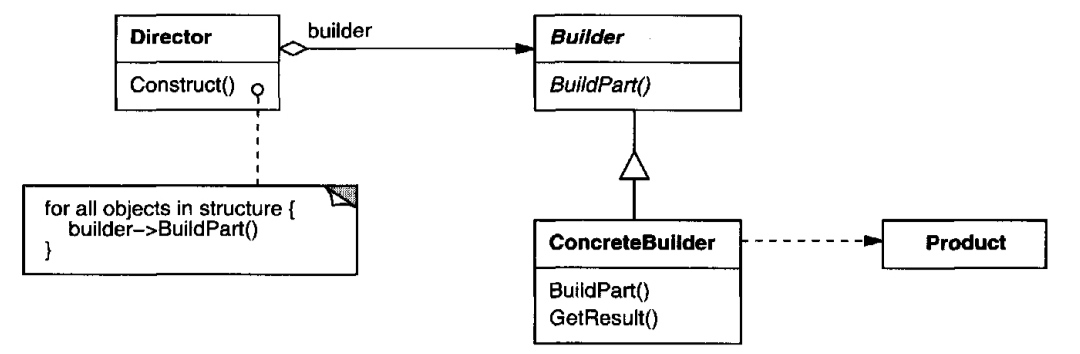 Director
builder
Builder
Construct()
BuildPart()
for all objects in structure {
builder->BuildPart()
}
ConcreteBuilder
Product
BuildPart()
GetResult()